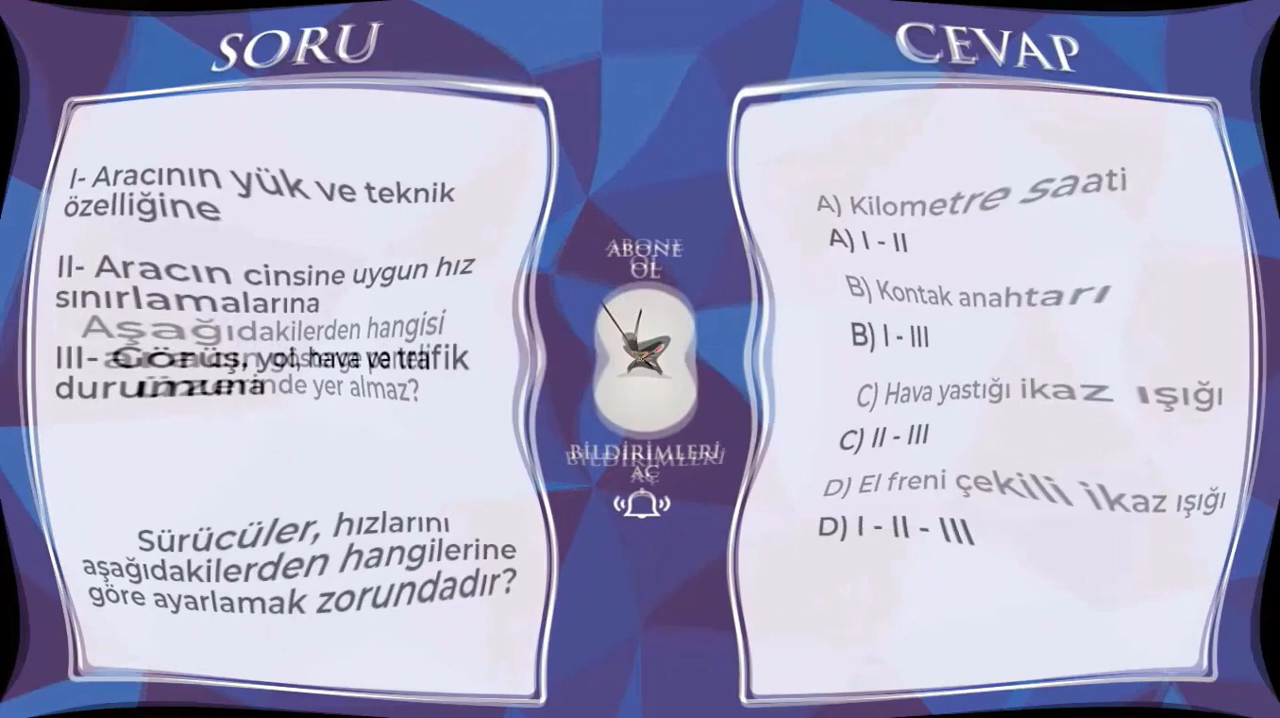 SORU
I- Aracının yük ve teknik
özelliğine
II- Aracın cinsine uygun hız
sınırlamalarına
Aşağıdakilerden hangisi
III- Görüş, yol, hava ve trafik
durumuna
yer almaz?
Sürücüler, hızlarını
aşağıdakilerden hangilerine
göre ayarlamak zorundadır?
ABONE
OL
BİLDİRİMLERİ
AÇ
CEVAP
A) Kilometre saati
A) I - II
B) Kontak anahtarı
B) I - III
C) Hava yastığı ikaz ışığı
C) II - III
D) El freni çekili ikaz ışığı
D) I - II - III